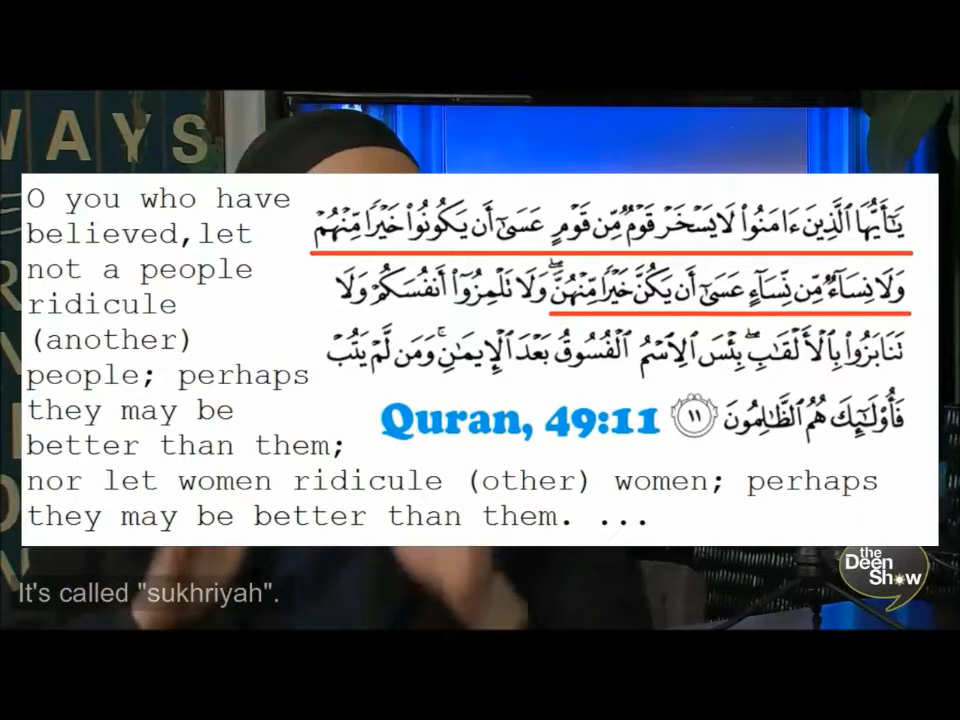 WAYS
O you who have
believed,let
not a people
ridicule
(another)
people; perhaps
they may be
better than them;
nor let women ridicule (other) women; perhaps
they may be better than them. ...
يَـٰٓأَيُّهَا ٱلَّذِينَ ءَامَنُوا۟ لَا يَسْخَرْ قَوْمٌ مِّن قَوْمٍ عَسَىٰٓ أَن يَكُونُوا۟ خَيْرًا مِّنْهُمْ
وَلَا نِسَآءٌ مِّن نِّسَآءٍ عَسَىٰٓ أَن يَكُنَّ خَيْرًا مِّنْهُنَّ ۖ وَلَا تَلْمِزُوٓا۟ أَنفُسَكُمْ وَلَا
تَنَابَزُوا۟ بِٱلْأَلْقَـٰبِ ۖ بِئْسَ ٱلِٱسْمُ ٱلْفُسُوقُ بَعْدَ ٱلْإِيمَـٰنِ ۚ وَمَن لَّمْ يَتُبْ
فَأُو۟لَـٰٓئِكَ هُمُ ٱلظَّـٰلِمُونَ ١١
Quran, 49:11
the
Deen
Show
It's called "sukhriyah".